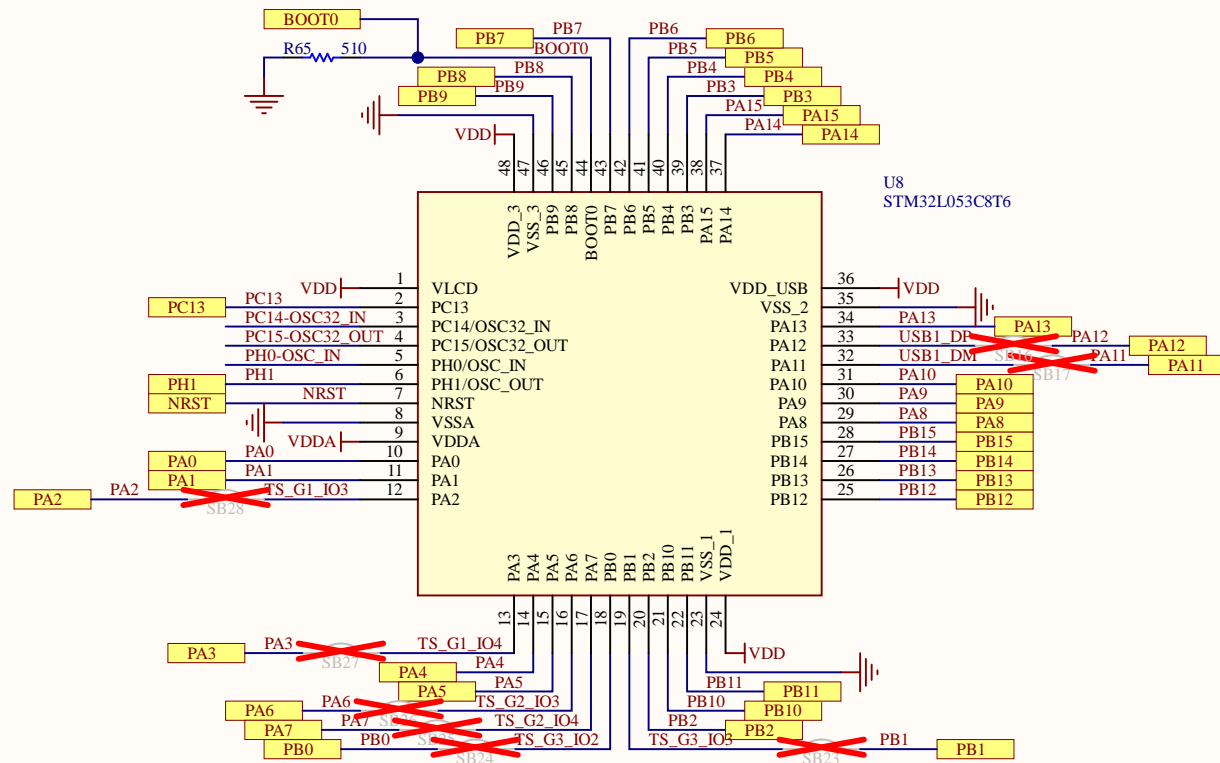 BOOT0
R65 510
PB7 PB7
BOOT0
PB8 PB8
PB9 PB9
VDD
PB6 PB6
PB5 PB5
PB4 PB4
PB3 PB3
PA15 PA15
PA14 PA14
48 47 46 45 44 43 42 41 40 39 38 37
VDD_3 VSS_3 PB9 PB8 BOOT0 PB7 PB6 PB5 PB4 PB3 PA15 PA14
U8
STM32L053C8T6
VDD 1 VLCD
PC13 PC13 2 PC13
PC14-OSC32_IN 3 PC14/OSC32_IN
PC15-OSC32_OUT 4 PC15/OSC32_OUT
PH0-OSC_IN 5 PH0/OSC_IN
PH1 PH1 6 PH1/OSC_OUT
NRST NRST 7 NRST
8 VSSA
VDDA 9 VDDA
PA0 PA0 10 PA0
PA1 PA1 11 PA1
PA2 PA2 SB28 TS_G1_IO3 12 PA2
VDD_USB 36 VDD
VSS_2 35
PA13 34 PA13 PA13
PA12 33 USB1_DP SB16 PA12 PA12
PA11 32 USB1_DM SB17 PA11 PA11
PA10 31 PA10 PA10
PA9 30 PA9 PA9
PA8 29 PA8 PA8
PB15 28 PB15 PB15
PB14 27 PB14 PB14
PB13 26 PB13 PB13
PB12 25 PB12 PB12
PA3 PA4 PA5 PA6 PA7 PB0 PB1 PB2 PB10 PB11 VSS_1 VDD_1
13 14 15 16 17 18 19 20 21 22 23 24
PA3 PA3 SB27 TS_G1_IO4
PA4 PA4
PA5 PA5
PA6 PA6 TS_G2_IO3
PA7 PA7 SB25 TS_G2_IO4
PB0 PB0 SB24 TS_G3_IO2
VDD
PB11 PB11
PB10 PB10
PB2 PB2
TS_G3_IO3 SB23 PB1 PB1